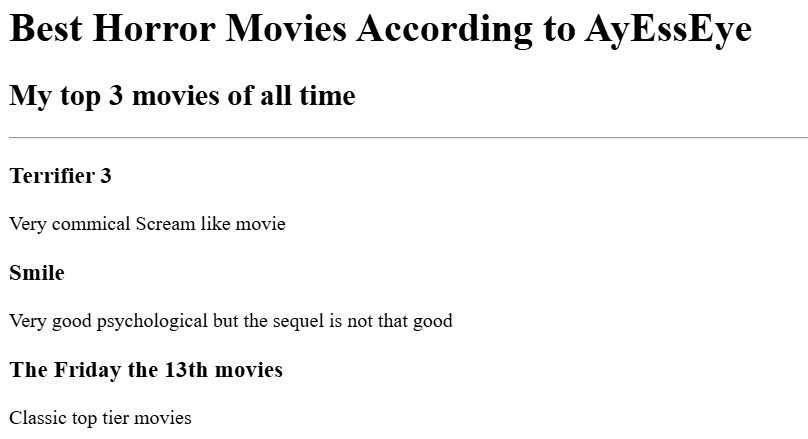 Best Horror Movies According to AyEssEye
My top 3 movies of all time
Terrifier 3
Very commical Scream like movie
Smile
Very good psychological but the sequel is not that good
The Friday the 13th movies
Classic top tier movies